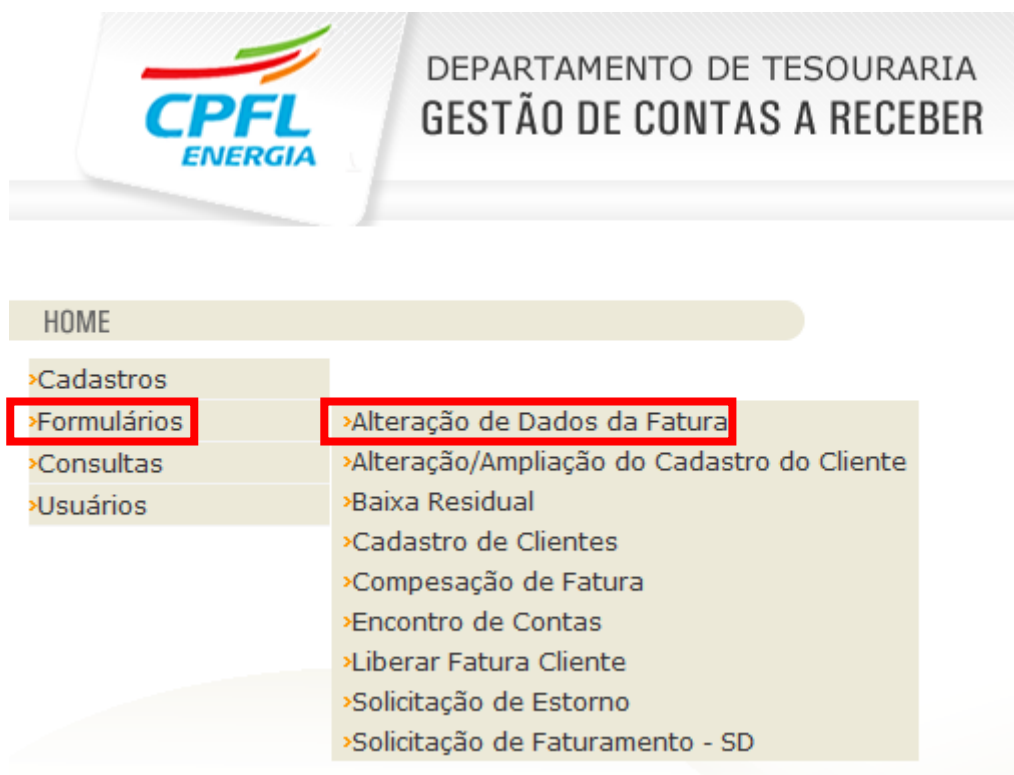 CPFL
ENERGIA
DEPARTAMENTO DE TESOURARIA
GESTÃO DE CONTAS A RECEBER
HOME
›Cadastros
›Formulários
›Consultas
›Usuários
›Alteração de Dados da Fatura
›Alteração/Ampliação do Cadastro do Cliente
›Baixa Residual
›Cadastro de Clientes
›Compesação de Fatura
›Encontro de Contas
›Liberar Fatura Cliente
›Solicitação de Estorno
›Solicitação de Faturamento - SD